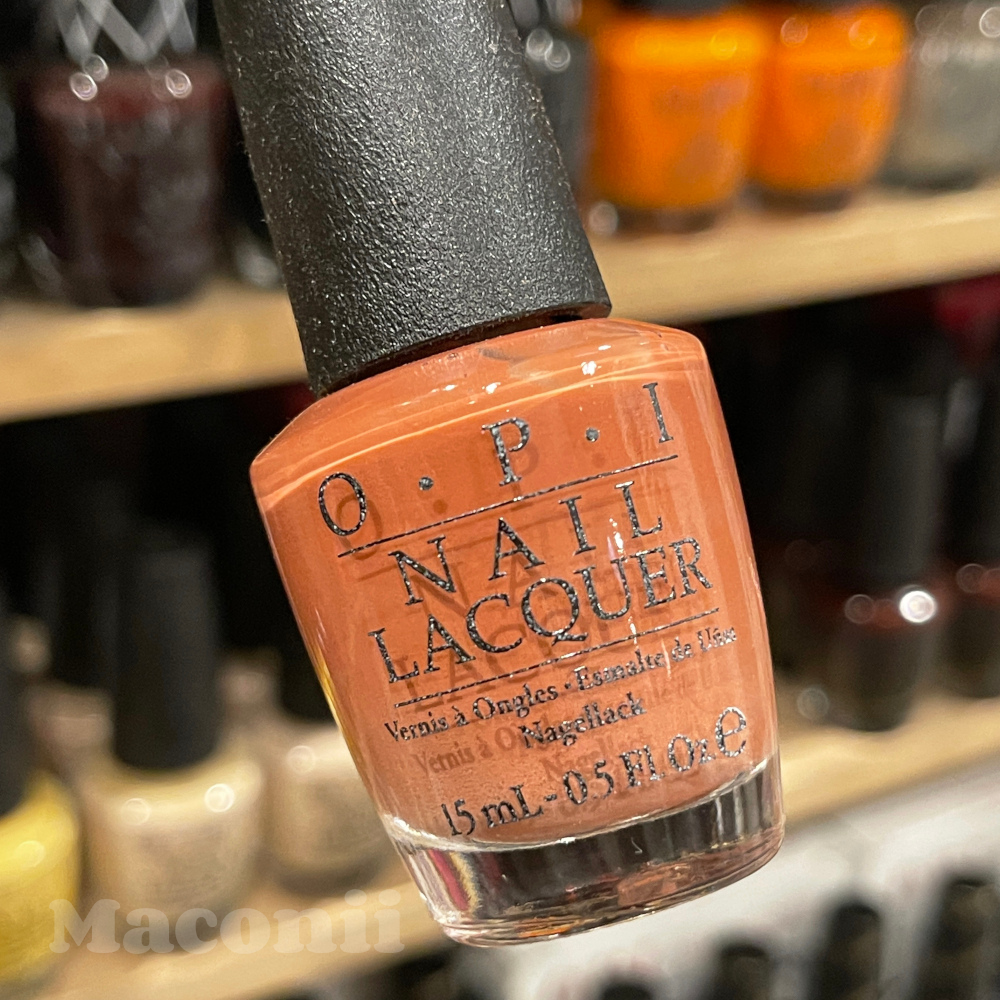 O·P·I
NAIL
LACQUER
Vernis à Ongles·Esmalte de Uñas
Nagellack
15 mL-0.5 Fl Oz e
Maconii